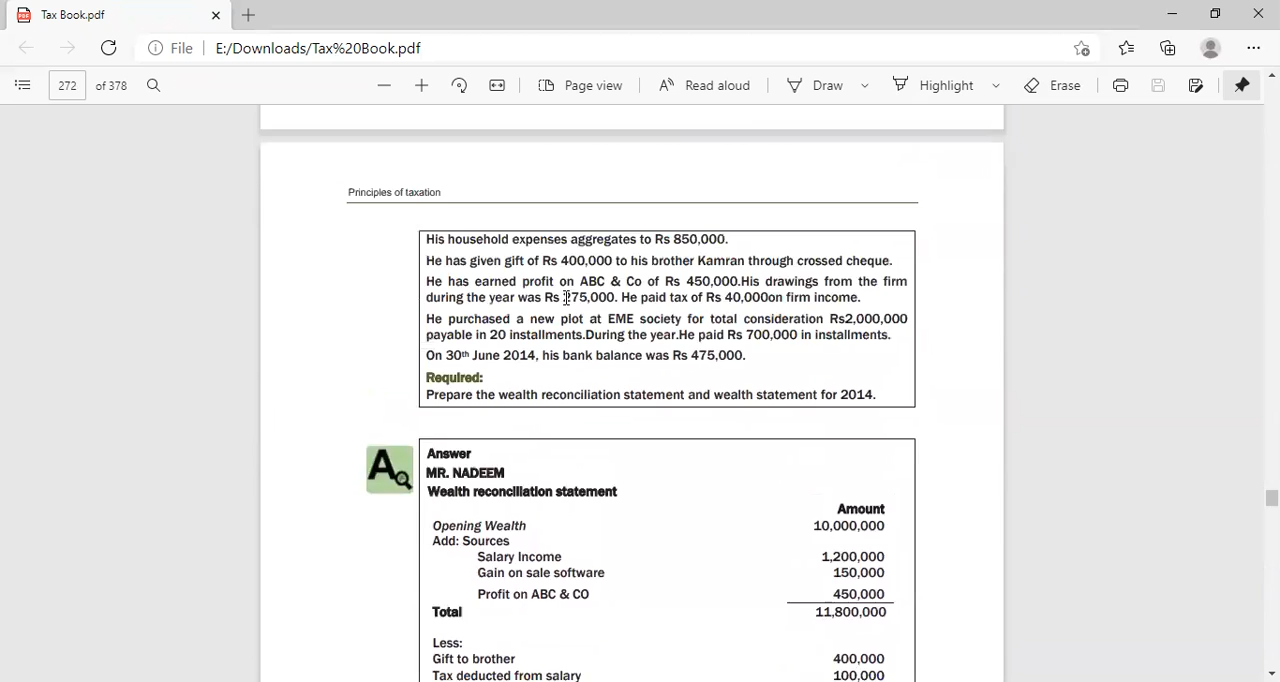 Tax Book.pdf
File E:/Downloads/Tax%20Book.pdf
272 of 378 Page view Read aloud Draw Highlight Erase
Principles of taxation
His household expenses aggregates to Rs 850,000.
He has given gift of Rs 400,000 to his brother Kamran through crossed cheque.
He has earned profit on ABC & Co of Rs 450,000.His drawings from the firm
during the year was Rs 75,000. He paid tax of Rs 40,000on firm income.
He purchased a new plot at EME society for total consideration Rs2,000,000
payable in 20 installments.During the year.He paid Rs 700,000 in installments.
On 30th June 2014, his bank balance was Rs 475,000.
Required:
Prepare the wealth reconciliation statement and wealth statement for 2014.
A
Answer
MR. NADEEM
Wealth reconciliation statement
Amount
Opening Wealth 10,000,000
Add: Sources
Salary Income 1,200,000
Gain on sale software 150,000
Profit on ABC & CO 450,000
Total 11,800,000
Less:
Gift to brother 400,000
Tax deducted from salary 100,000